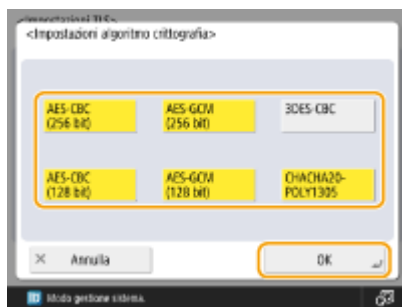 <Impostazioni TLS>
<Impostazioni algoritmo crittografia>
AES-CBC
(256 bit)
AES-GCM
(256 bit)
3DES-CBC
AES-CBC
(128 bit)
AES-GCM
(128 bit)
CHACHA20-
POLY1305
× Annulla
OK
ID Modo gestione sistema.